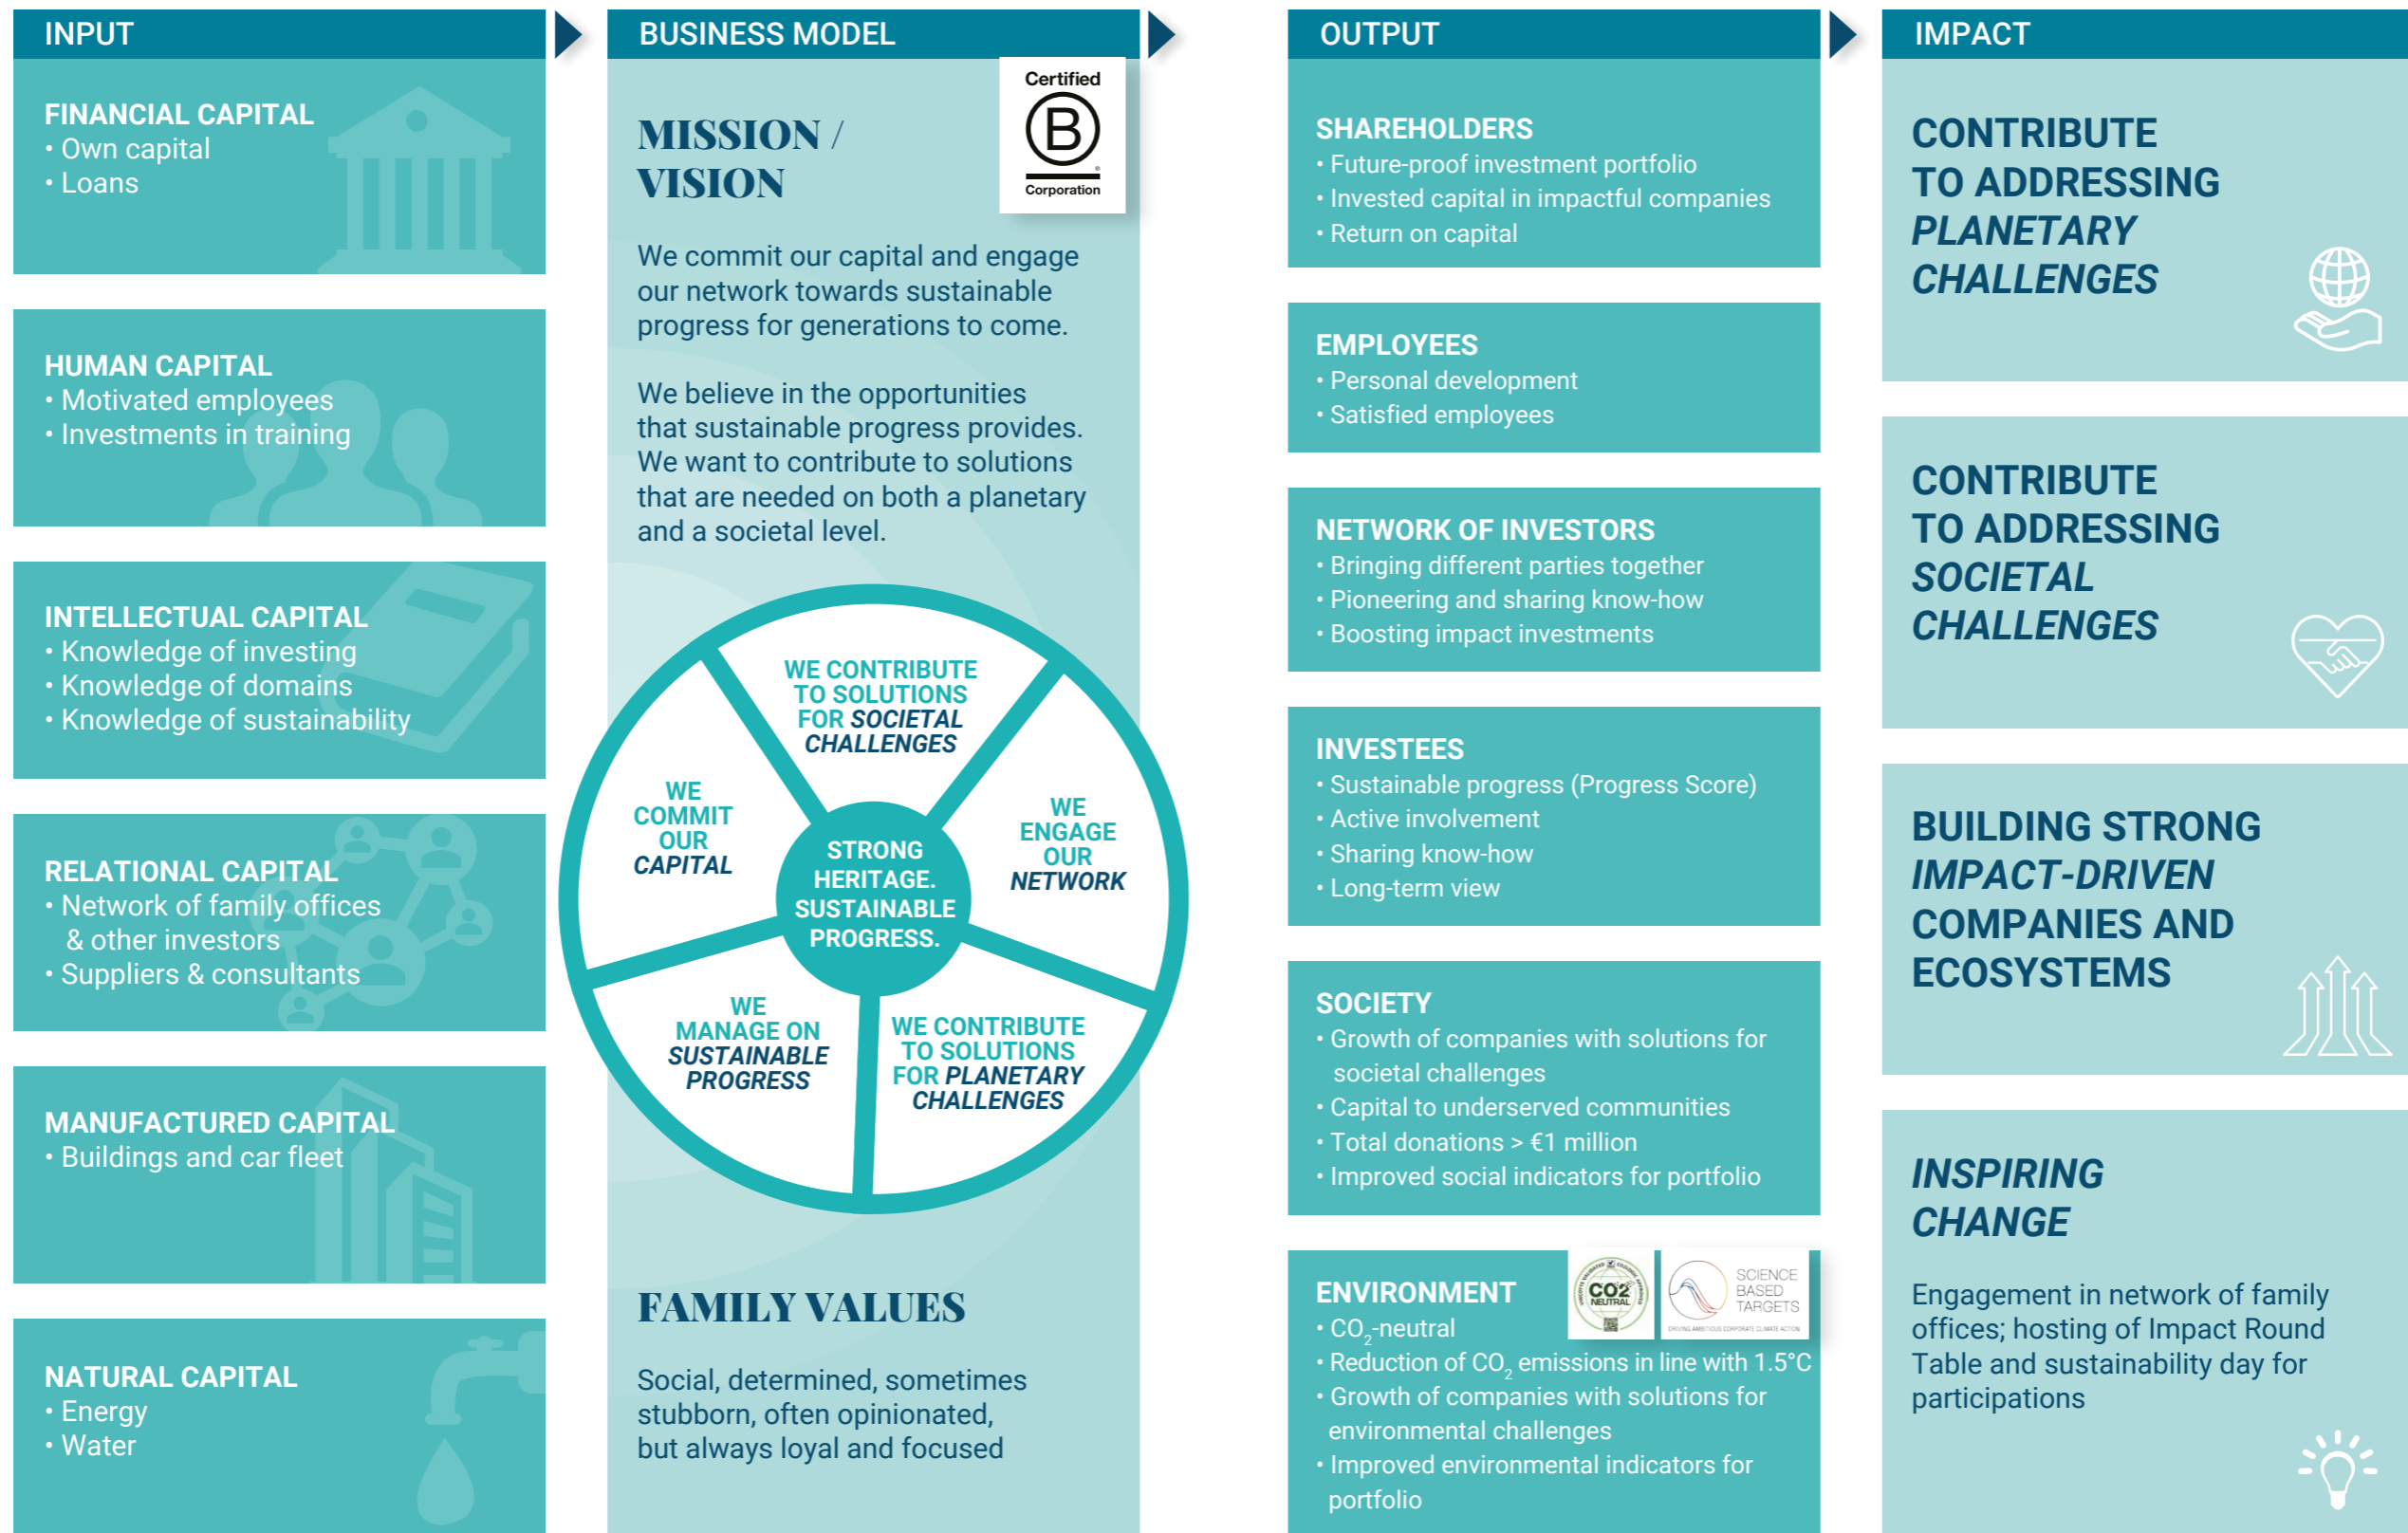 INPUT
FINANCIAL CAPITAL
• Own capital
• Loans
HUMAN CAPITAL
• Motivated employees
• Investments in training
INTELLECTUAL CAPITAL
• Knowledge of investing
• Knowledge of domains
• Knowledge of sustainability
RELATIONAL CAPITAL
• Network of family offices
& other investors
• Suppliers & consultants
MANUFACTURED CAPITAL
• Buildings and car fleet
NATURAL CAPITAL
• Energy
• Water
BUSINESS MODEL
Certified
B
®
Corporation
MISSION /
VISION
We commit our capital and engage
our network towards sustainable
progress for generations to come.
We believe in the opportunities
that sustainable progress provides.
We want to contribute to solutions
that are needed on both a planetary
and a societal level.
WE CONTRIBUTE
TO SOLUTIONS
FOR SOCIETAL
CHALLENGES
WE
COMMIT
OUR
CAPITAL
WE
ENGAGE
OUR
NETWORK
STRONG
HERITAGE.
SUSTAINABLE
PROGRESS.
WE
MANAGE ON
SUSTAINABLE
PROGRESS
WE CONTRIBUTE
TO SOLUTIONS
FOR PLANETARY
CHALLENGES
FAMILY VALUES
Social, determined, sometimes
stubborn, often opinionated,
but always loyal and focused
OUTPUT
SHAREHOLDERS
• Future-proof investment portfolio
• Invested capital in impactful companies
• Return on capital
EMPLOYEES
• Personal development
• Satisfied employees
NETWORK OF INVESTORS
• Bringing different parties together
• Pioneering and sharing know-how
• Boosting impact investments
INVESTEES
• Sustainable progress (Progress Score)
• Active involvement
• Sharing know-how
• Long-term view
SOCIETY
• Growth of companies with solutions for
societal challenges
• Capital to underserved communities
• Total donations > €1 million
• Improved social indicators for portfolio
ENVIRONMENT
CO2
NEUTRAL
SCIENCE
BASED
TARGETS
DRIVING AMBITIOUS CORPORATE CLIMATE ACTION
• CO₂-neutral
• Reduction of CO₂ emissions in line with 1.5°C
• Growth of companies with solutions for
environmental challenges
• Improved environmental indicators for
portfolio
IMPACT
CONTRIBUTE
TO ADDRESSING
PLANETARY
CHALLENGES
CONTRIBUTE
TO ADDRESSING
SOCIETAL
CHALLENGES
BUILDING STRONG
IMPACT-DRIVEN
COMPANIES AND
ECOSYSTEMS
INSPIRING
CHANGE
Engagement in network of family
offices; hosting of Impact Round
Table and sustainability day for
participations